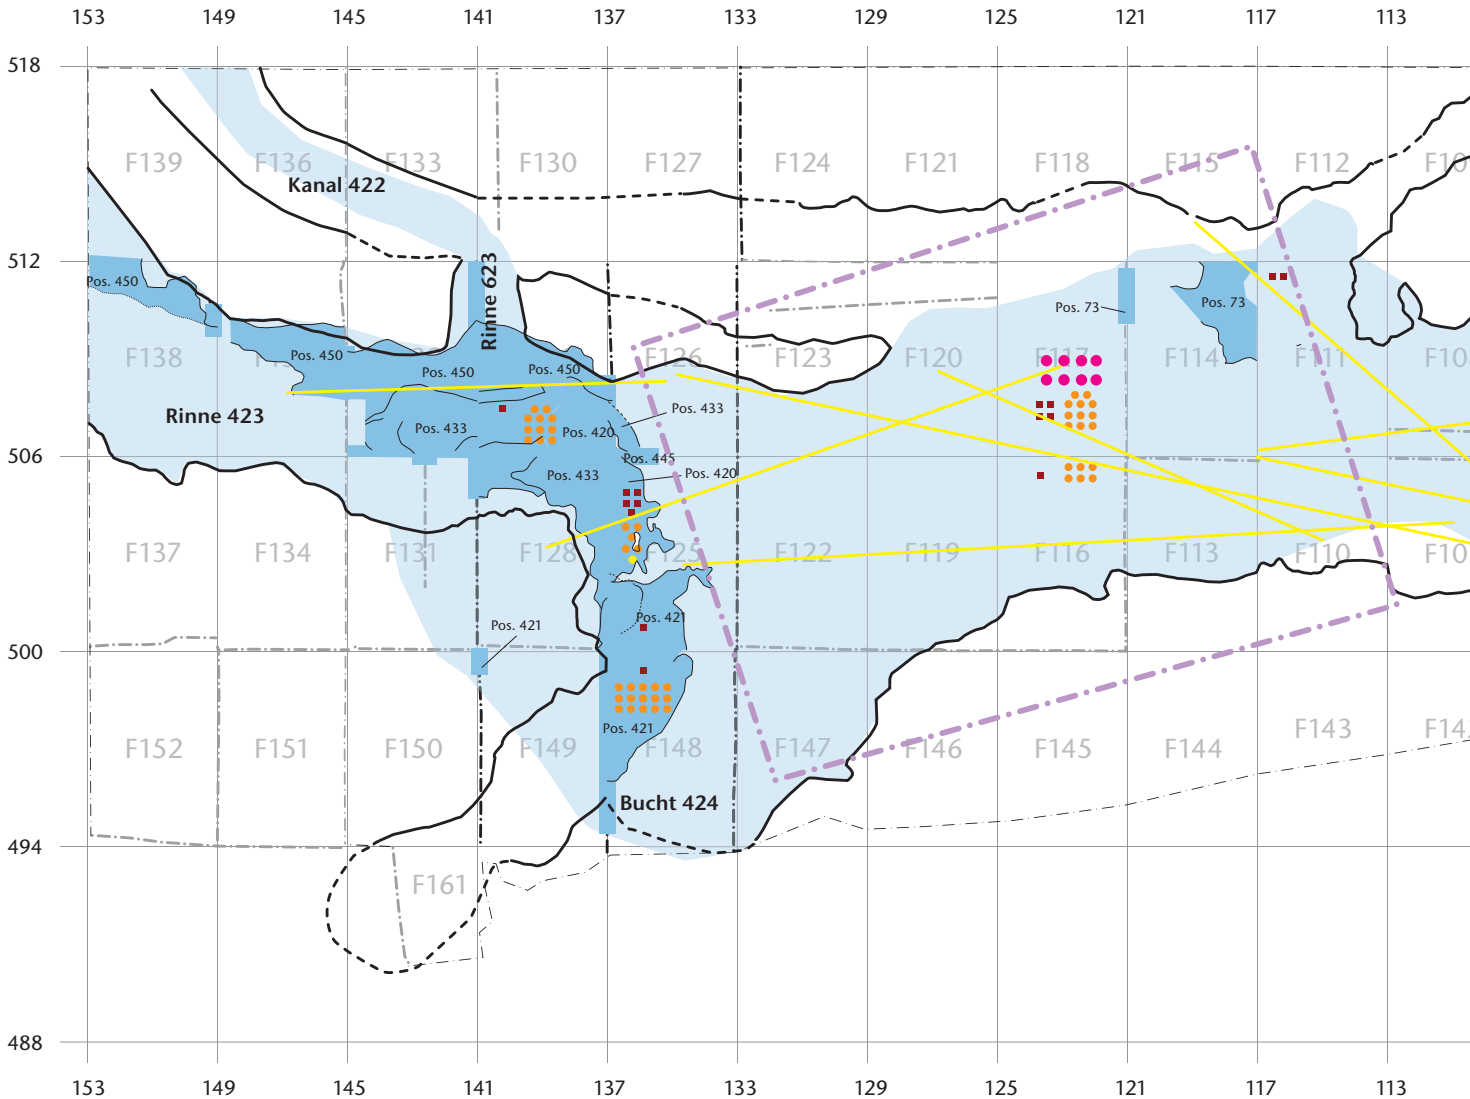 153 149 145 141 137 133 129 125 121 117 113
518
F139 F136 F133 F130 F127 F124 F121 F118 F115 F112
Kanal 422
512
Rinne 623
Pos. 450
Pos. 73
Pos. 73
Pos. 450
F138 F126 F123 F120 F117 F114 F111
Pos. 450
Pos. 450
Pos. 433
Rinne 423
Pos. 433
Pos. 420
506
Pos. 445
Pos. 433
Pos. 420
F137 F134 F131 F128 F125 F122 F119 F116 F113 F110
Pos. 421
Pos. 421
500
Pos. 421
F152 F151 F150 F149 F148 F147 F146 F145 F144 F143
Bucht 424
494
F161
488
153 149 145 141 137 133 129 125 121 117 113